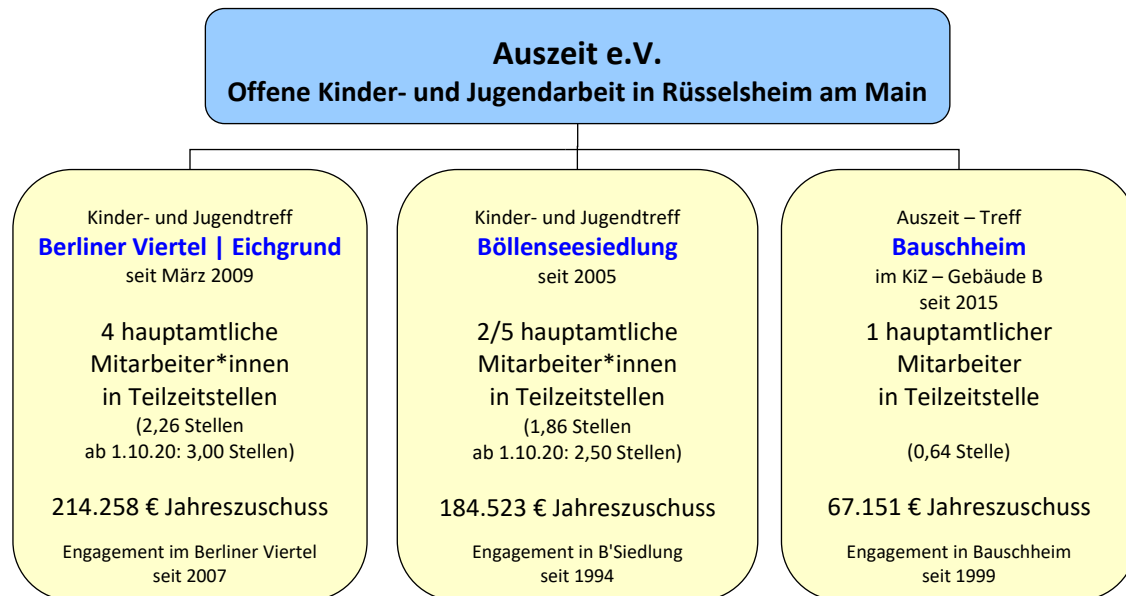 Auszeit e.V.
Offene Kinder- und Jugendarbeit in Rüsselsheim am Main
Kinder- und Jugendtreff
Berliner Viertel | Eichgrund
seit März 2009
4 hauptamtliche
Mitarbeiter*innen
in Teilzeitstellen
(2,26 Stellen
ab 1.10.20: 3,00 Stellen)
214.258 € Jahreszuschuss
Engagement im Berliner Viertel
seit 2007
Kinder- und Jugendtreff
Böllenseesiedlung
seit 2005
2/5 hauptamtliche
Mitarbeiter*innen
in Teilzeitstellen
(1,86 Stellen
ab 1.10.20: 2,50 Stellen)
184.523 € Jahreszuschuss
Engagement in B'Siedlung
seit 1994
Auszeit – Treff
Bauschheim
im KiZ – Gebäude B
seit 2015
1 hauptamtlicher
Mitarbeiter
in Teilzeitstelle
(0,64 Stelle)
67.151 € Jahreszuschuss
Engagement in Bauschheim
seit 1999